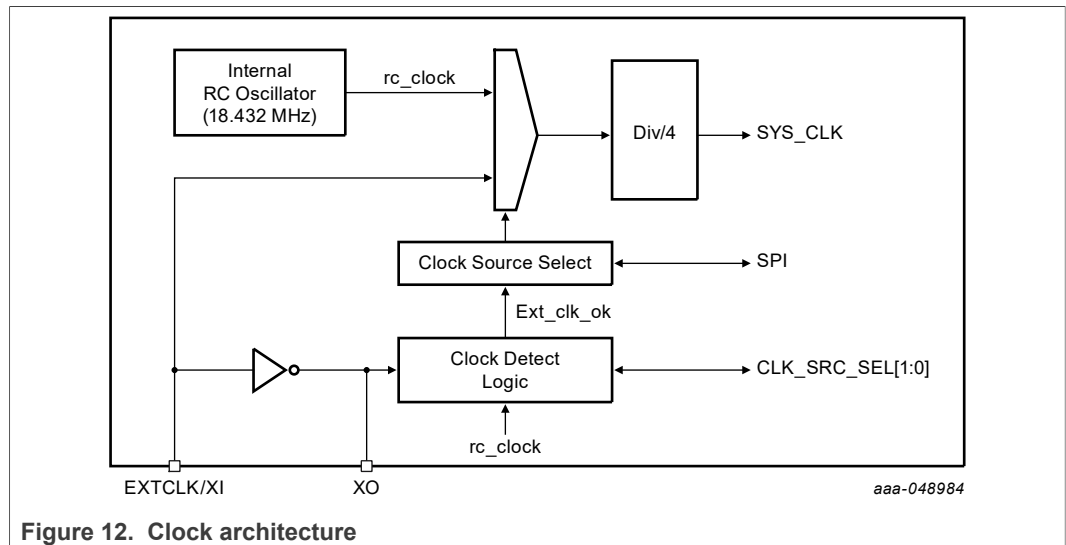 Internal
RC Oscillator
(18.432 MHz)
rc_clock
Div/4
SYS_CLK
Clock Source Select
SPI
Ext_clk_ok
Clock Detect
Logic
CLK_SRC_SEL[1:0]
rc_clock
EXTCLK/XI
XO
aaa-048984
Figure 12. Clock architecture